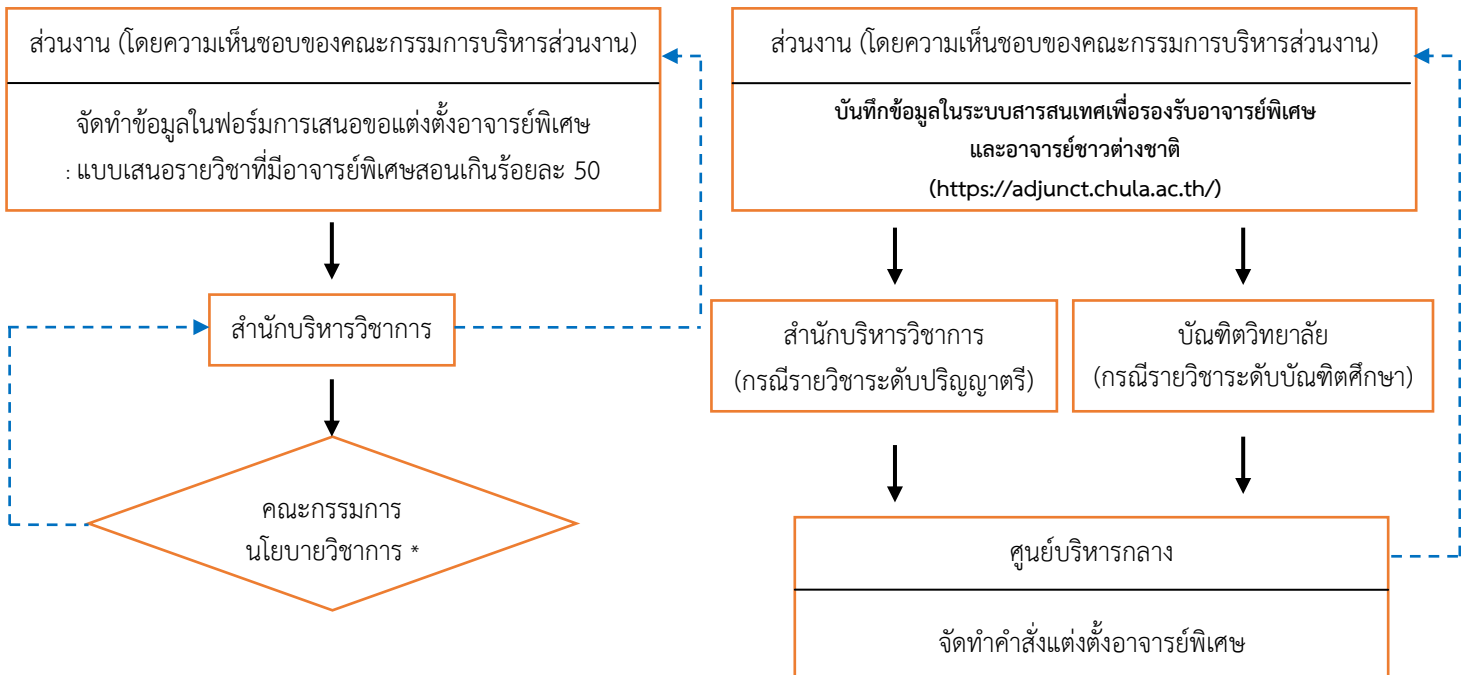 ส่วนงาน (โดยความเห็นชอบของคณะกรรมการบริหารส่วนงาน)
จัดทำข้อมูลในฟอร์มการเสนอขอแต่งตั้งอาจารย์พิเศษ
: แบบเสนอรายวิชาที่มีอาจารย์พิเศษสอนเกินร้อยละ 50
สำนักบริหารวิชาการ
คณะกรรมการ
นโยบายวิชาการ *
ส่วนงาน (โดยความเห็นชอบของคณะกรรมการบริหารส่วนงาน)
บันทึกข้อมูลในระบบสารสนเทศเพื่อรองรับอาจารย์พิเศษ
และอาจารย์ชาวต่างชาติ
(https://adjunct.chula.ac.th/)
สำนักบริหารวิชาการ
(กรณีรายวิชาระดับปริญญาตรี)
บัณฑิตวิทยาลัย
(กรณีรายวิชาระดับบัณฑิตศึกษา)
ศูนย์บริหารกลาง
จัดทำคำสั่งแต่งตั้งอาจารย์พิเศษ